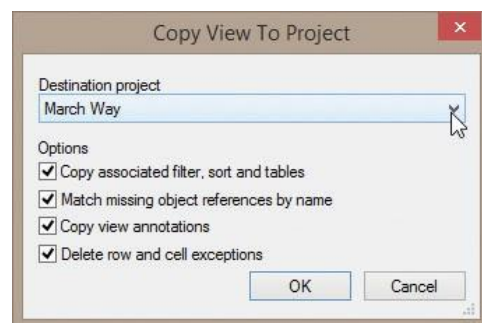 Copy View To Project
Destination project
March Way
Options
Copy associated filter, sort and tables
Match missing object references by name
Copy view annotations
Delete row and cell exceptions
OK Cancel